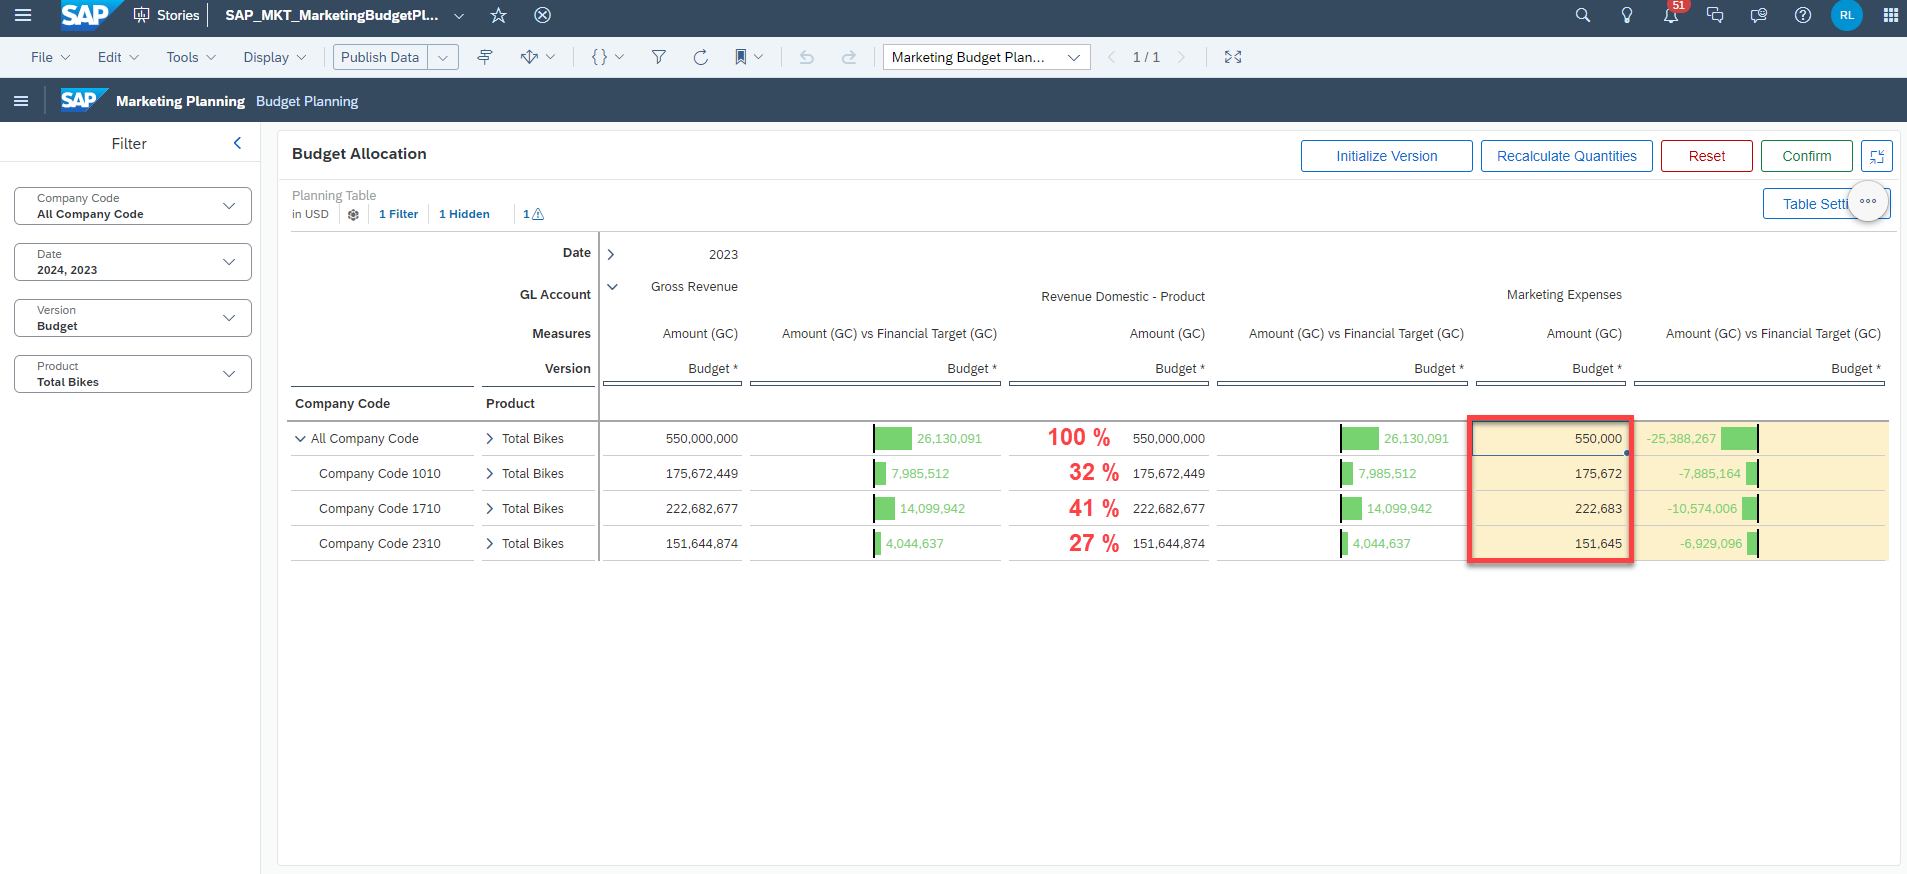 SAP Stories SAP_MKT_MarketingBudgetPl... 51 RL
File Edit Tools Display Publish Data { } Marketing Budget Plan... 1 / 1
SAP Marketing Planning Budget Planning
Filter
Company Code
All Company Code
Date
2024, 2023
Version
Budget
Product
Total Bikes
Budget Allocation
Initialize Version Recalculate Quantities Reset Confirm
Planning Table
in USD 1 Filter 1 Hidden 1
Table Setti
Date 2023
GL Account Gross Revenue Revenue Domestic - Product Marketing Expenses
Measures Amount (GC) Amount (GC) vs Financial Target (GC) Amount (GC) Amount (GC) vs Financial Target (GC) Amount (GC) Amount (GC) vs Financial Target (GC)
Version Budget * Budget * Budget * Budget * Budget * Budget *
Company Code Product
All Company Code Total Bikes 550,000,000 26,130,091 100 % 550,000,000 26,130,091 550,000 -25,388,267
Company Code 1010 Total Bikes 175,672,449 7,985,512 32 % 175,672,449 7,985,512 175,672 -7,885,164
Company Code 1710 Total Bikes 222,682,677 14,099,942 41 % 222,682,677 14,099,942 222,683 -10,574,006
Company Code 2310 Total Bikes 151,644,874 4,044,637 27 % 151,644,874 4,044,637 151,645 -6,929,096